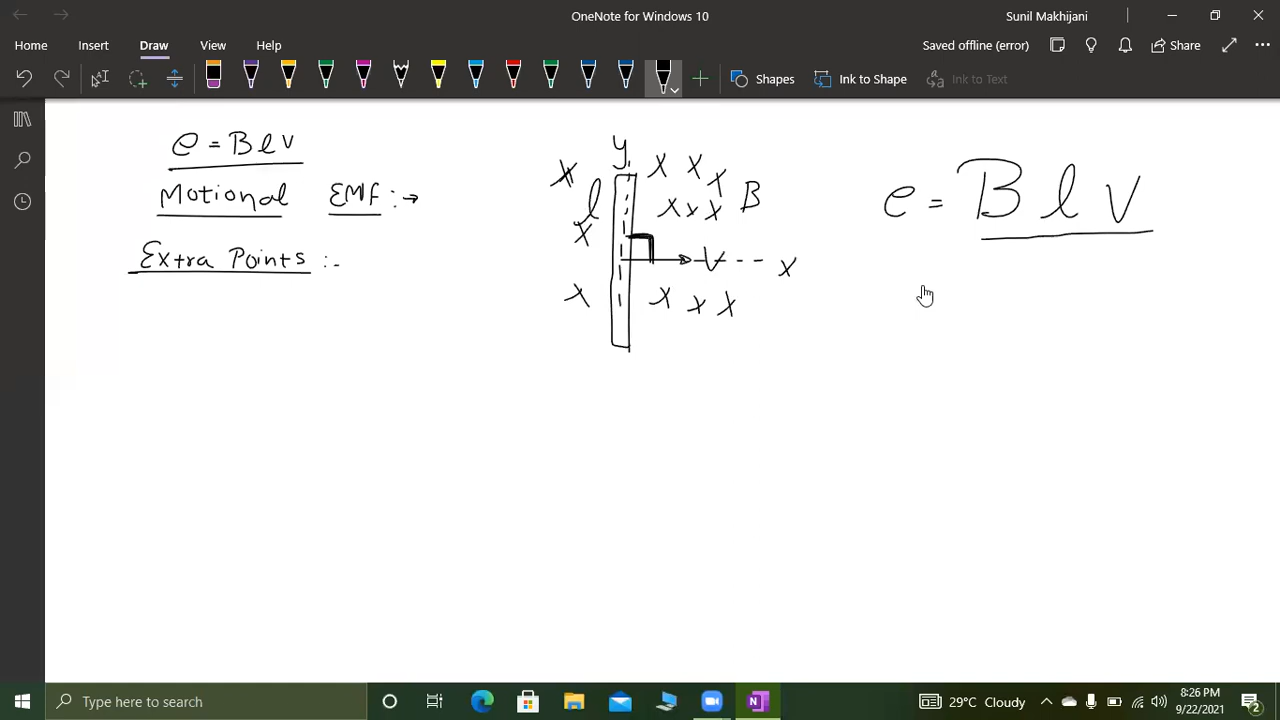 OneNote for Windows 10
Sunil Makhijani
Home Insert Draw View Help
Saved offline (error)
Share
Shapes
Ink to Shape
Ink to Text
e = B l v
Motional EMF :→
Extra Points :-
y
x x x x
l
x x x B
x
V - - x
x x x x
e = B l v
Type here to search
29°C Cloudy
8:26 PM
9/22/2021
2